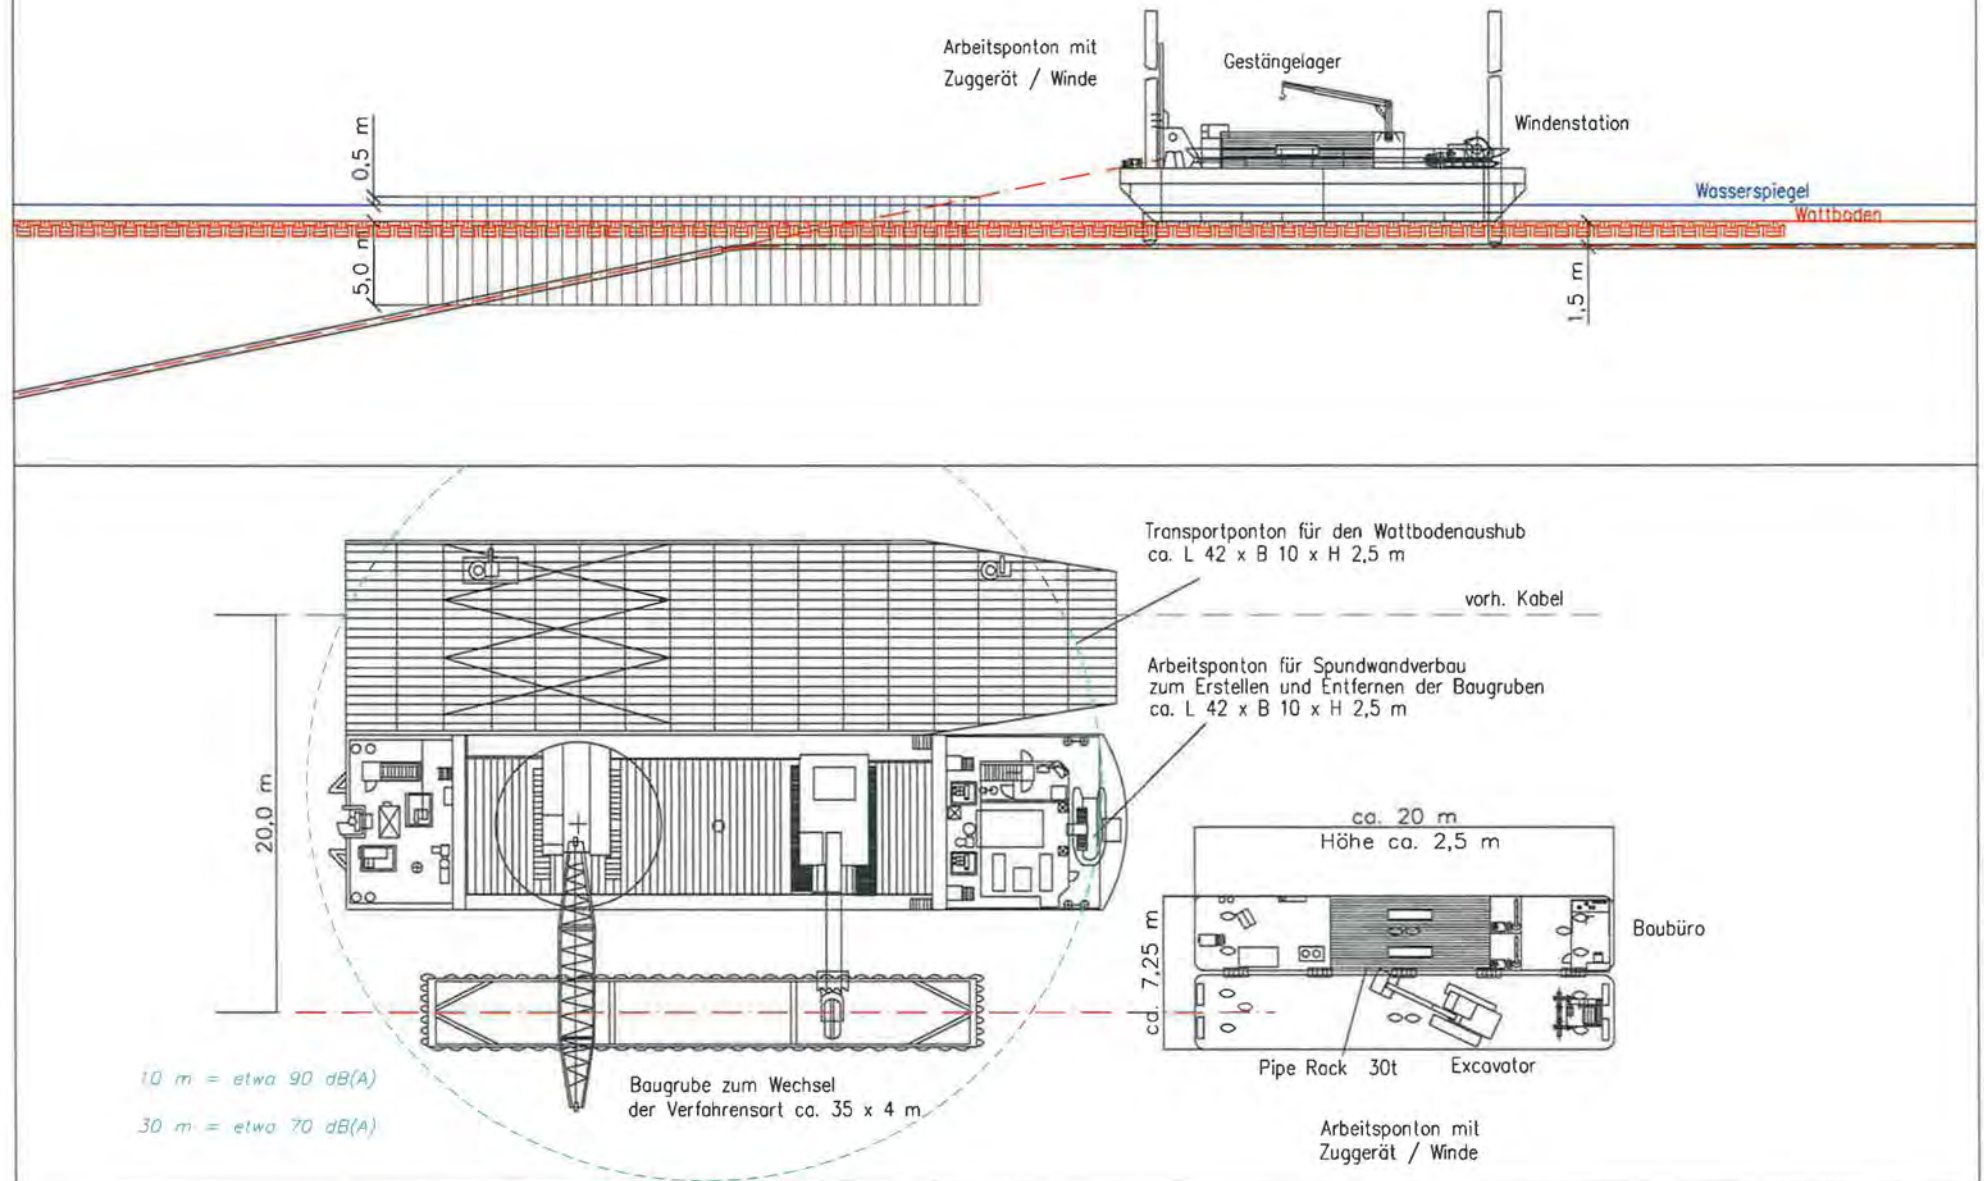 Arbeitsponton mit
Zuggerät / Winde
Gestängelager
Windenstation
0,5 m
Wasserspiegel
Wattboden
5,0 m
1,5 m
Transportponton für den Wattbodenaushub
ca. L 42 x B 10 x H 2,5 m
vorh. Kabel
Arbeitsponton für Spundwandverbau
zum Erstellen und Entfernen der Baugruben
ca. L 42 x B 10 x H 2,5 m
20,0 m
ca. 20 m
Höhe ca. 2,5 m
ca. 7,25 m
Baubüro
Pipe Rack 30t
Excavator
10 m = etwa 90 dB(A)
30 m = etwa 70 dB(A)
Baugrube zum Wechsel
der Verfahrensart ca. 35 x 4 m
Arbeitsponton mit
Zuggerät / Winde